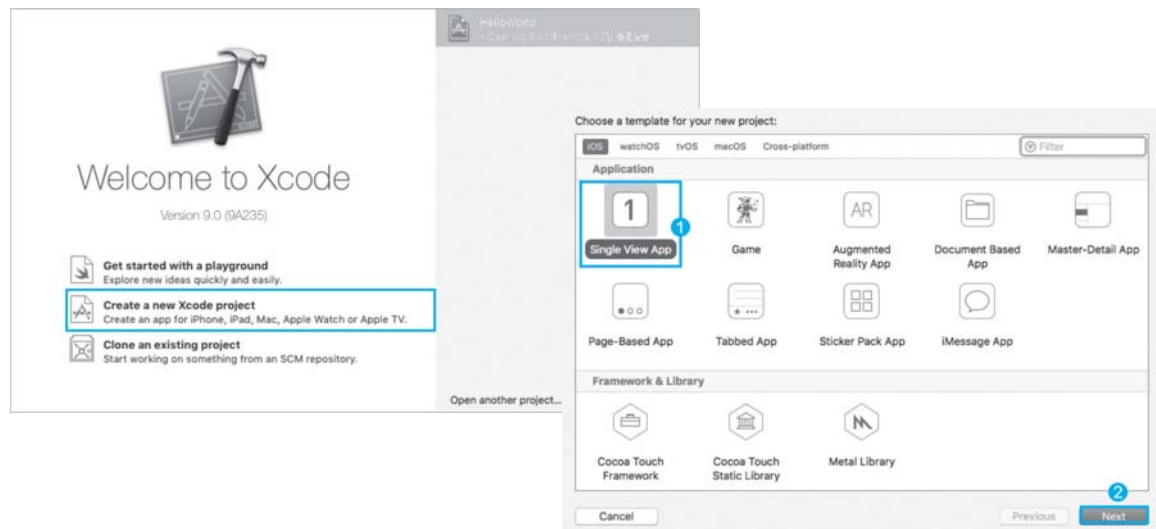 HelloWorld
Welcome to Xcode
Version 9.0 (9A235)
Get started with a playground
Explore new ideas quickly and easily.
Create a new Xcode project
Create an app for iPhone, iPad, Mac, Apple Watch or Apple TV.
Clone an existing project
Start working on something from an SCM repository.
Open another project...
Choose a template for your new project:
iOS watchOS tvOS macOS Cross-platform Filter
Application
1 AR
1
Single View App Game Augmented Reality App Document Based App Master-Detail App
Page-Based App Tabbed App Sticker Pack App iMessage App
Framework & Library
Cocoa Touch Framework Cocoa Touch Static Library Metal Library
2
Cancel Previous Next